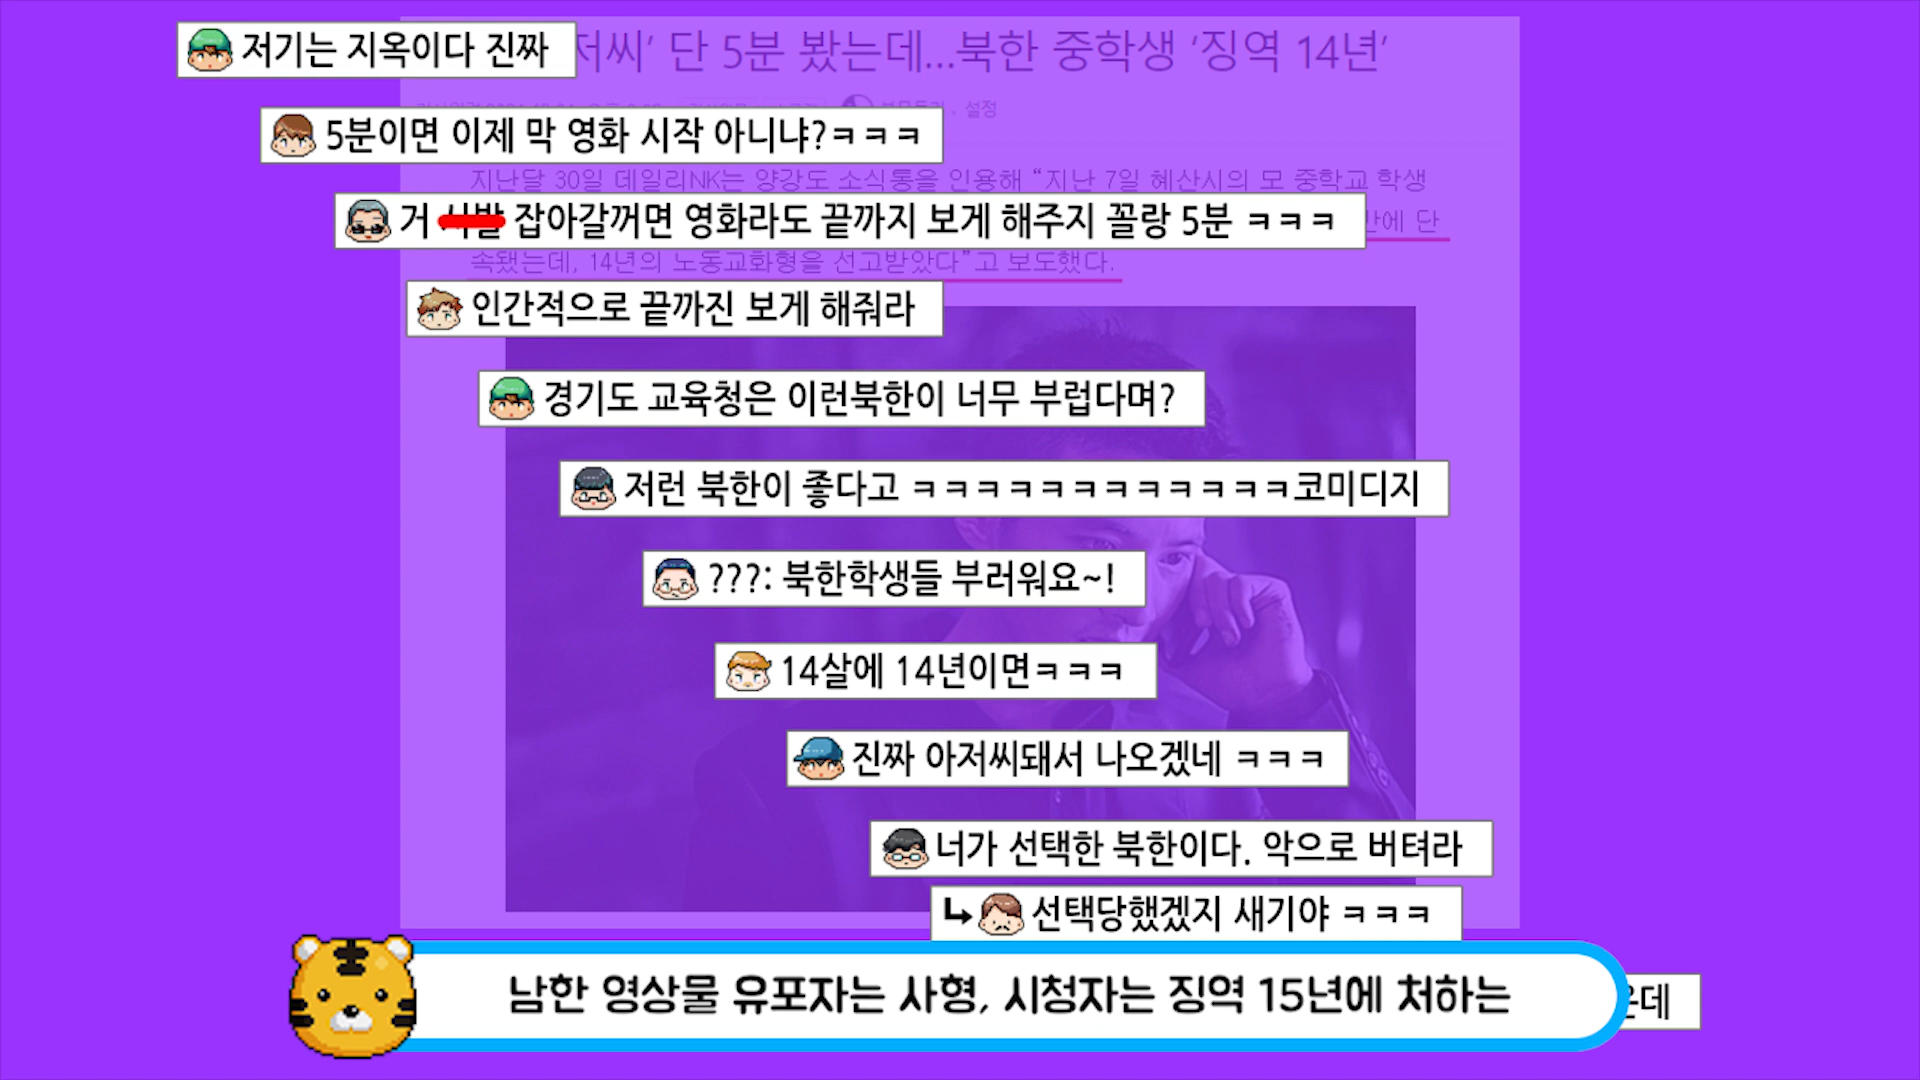 저기는 지옥이다 진짜
저씨’ 단 5분 봤는데...북한 중학생 ‘징역 14년’
설정
5분이면 이제 막 영화 시작 아니냐?ㅋㅋㅋ
지난달 30일 데일리NK는 양강도 소식통을 인용해 “지난 7일 혜산시의 모 중학교 학생
거 잡아갈꺼면 영화라도 끝까지 보게 해주지 꼴랑 5분 ㅋㅋㅋ
만에 단
속됐는데, 14년의 노동교화형을 선고받았다”고 보도했다.
인간적으로 끝까진 보게 해줘라
경기도 교육청은 이런북한이 너무 부럽다며?
저런 북한이 좋다고 ㅋㅋㅋㅋㅋㅋㅋㅋㅋㅋㅋㅋ코미디지
???: 북한학생들 부러워요~!
14살에 14년이면ㅋㅋㅋ
진짜 아저씨돼서 나오겠네 ㅋㅋㅋ
너가 선택한 북한이다. 악으로 버텨라
선택당했겠지 새기야 ㅋㅋㅋ
남한 영상물 유포자는 사형, 시청자는 징역 15년에 처하는
데